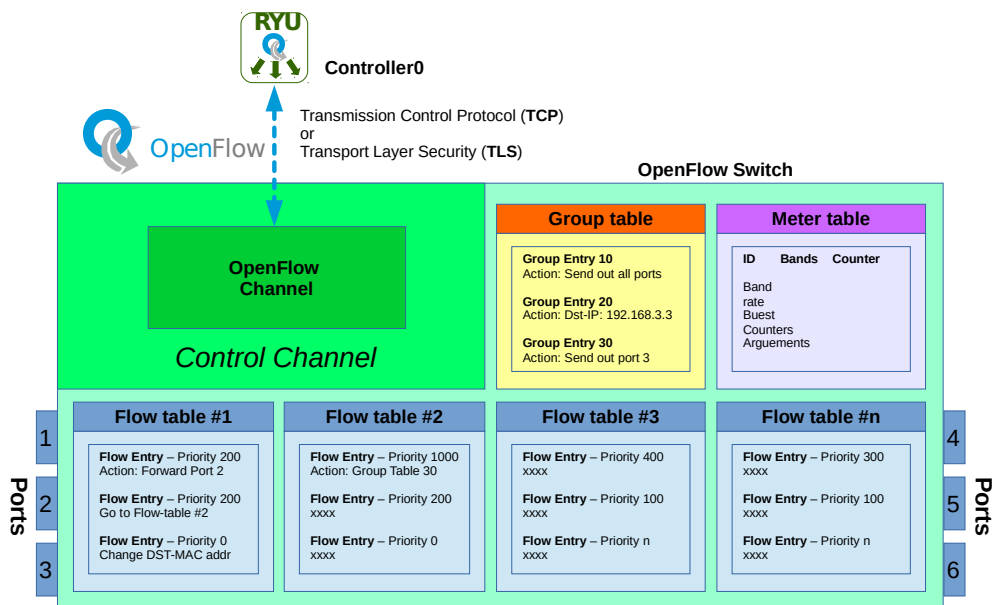 RYU
Controller0
Transmission Control Protocol (TCP)
or
Transport Layer Security (TLS)
OpenFlow
OpenFlow Switch
OpenFlow
Channel
Control Channel
Group table
Group Entry 10
Action: Send out all ports
Group Entry 20
Action: Dst-IP: 192.168.3.3
Group Entry 30
Action: Send out port 3
Meter table
ID Bands Counter
Band
rate
Buest
Counters
Arguements
Ports
1
2
3
Flow table #1
Flow Entry – Priority 200
Action: Forward Port 2
Flow Entry – Priority 200
Go to Flow-table #2
Flow Entry – Priority 0
Change DST-MAC addr
Flow table #2
Flow Entry – Priority 1000
Action: Group Table 30
Flow Entry – Priority 200
xxxx
Flow Entry – Priority 0
xxxx
Flow table #3
Flow Entry – Priority 400
xxxx
Flow Entry – Priority 100
xxxx
Flow Entry – Priority n
xxxx
Flow table #n
Flow Entry – Priority 300
xxxx
Flow Entry – Priority 100
xxxx
Flow Entry – Priority n
xxxx
4
5
6
Ports